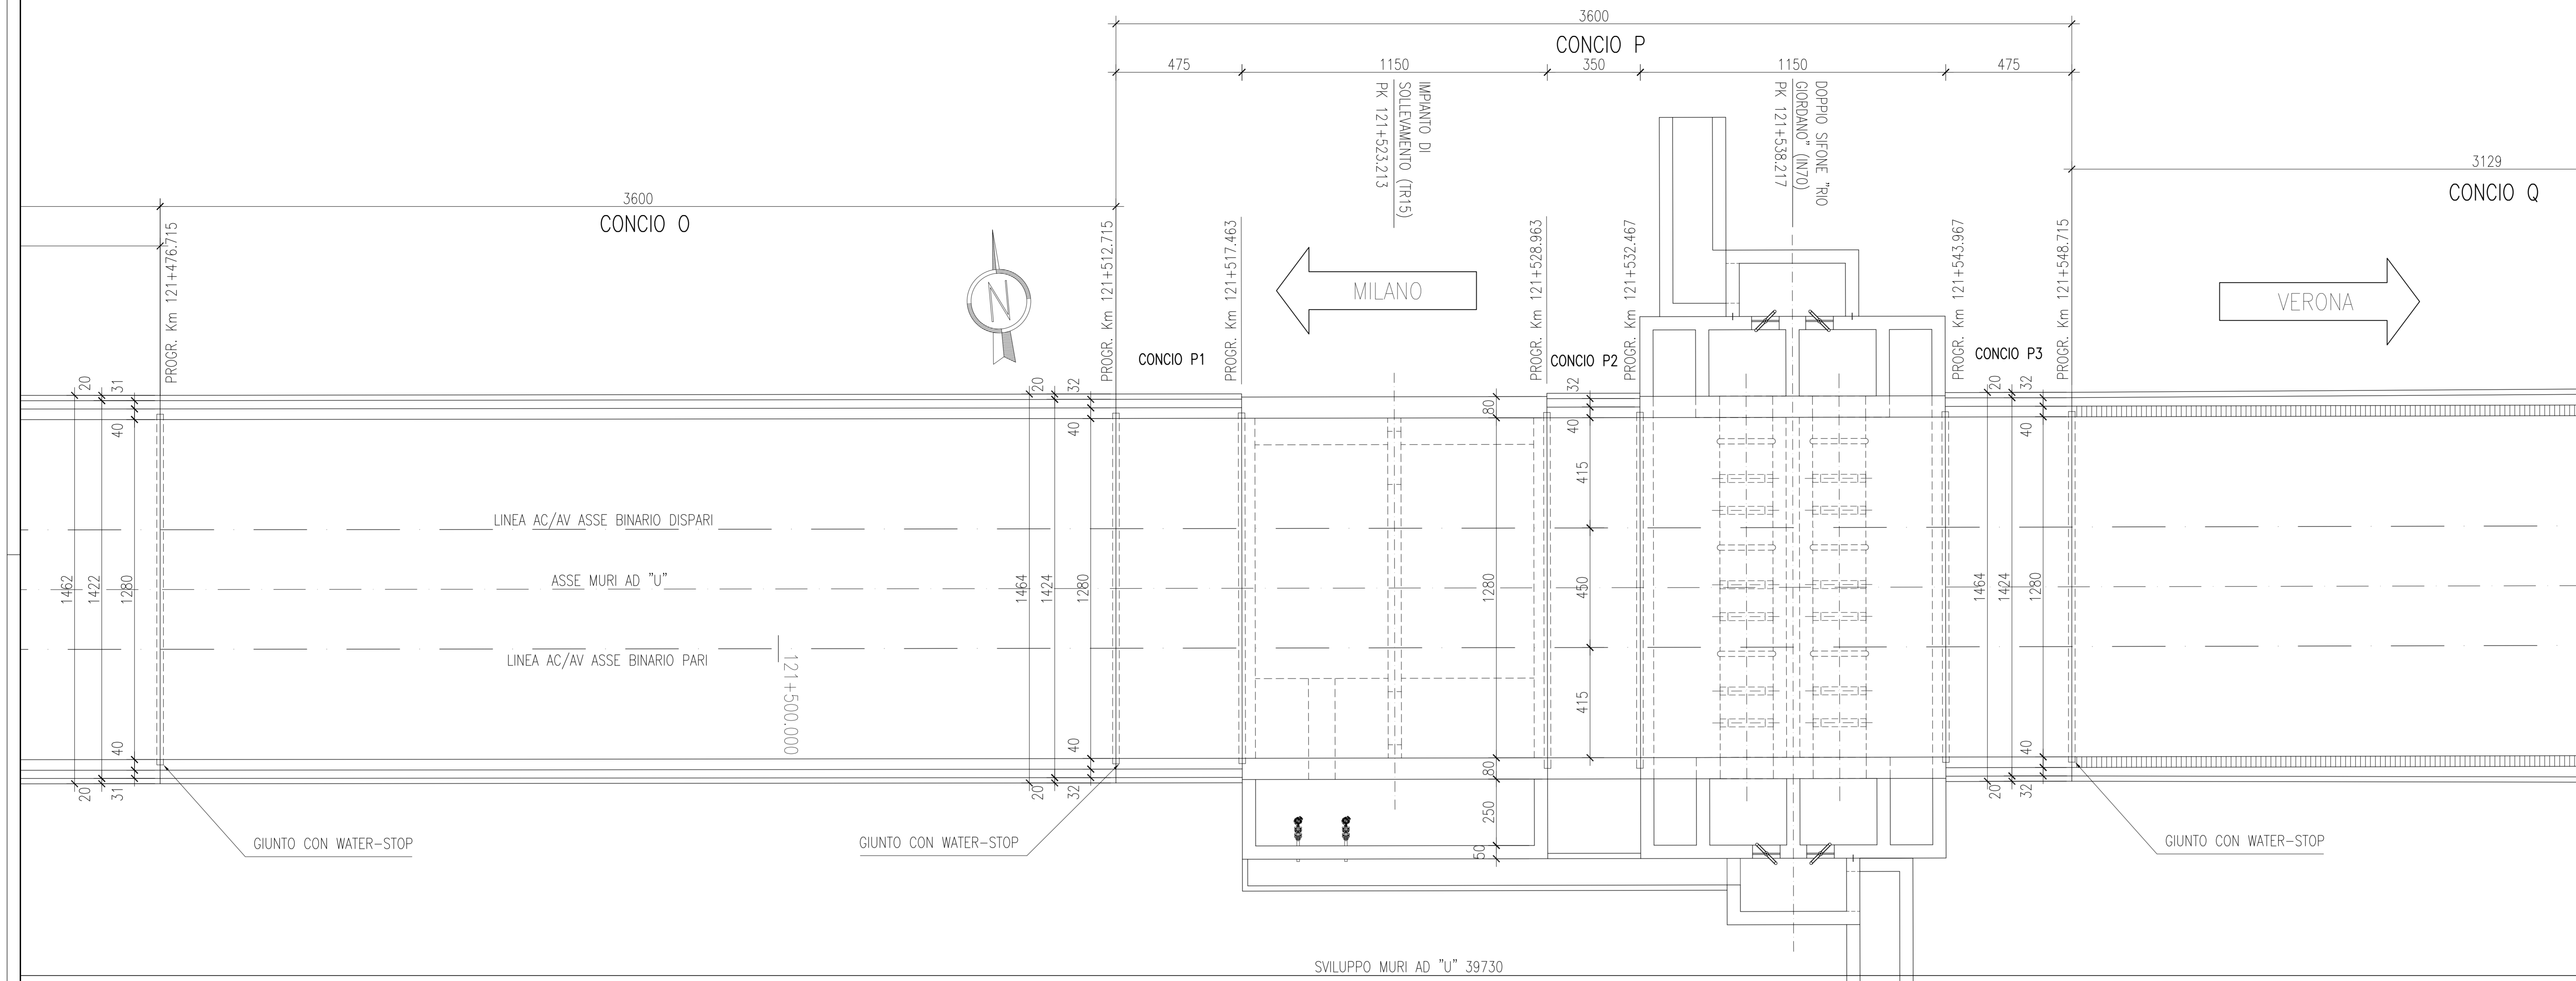 3600
CONCIO P
475
1150
350
1150
475
IMPIANTO DI
SOLLEVAMENTO (TR15)
PK 121+523.213
DOPPIO SIFONE "RIO
GIORDANO" (IN70)
PK 121+538.217
3129
CONCIO Q
3600
CONCIO O
PROGR. Km 121+476.715
PROGR. Km 121+512.715
PROGR. Km 121+517.463
PROGR. Km 121+528.963
PROGR. Km 121+532.467
PROGR. Km 121+543.967
PROGR. Km 121+548.715
N
MILANO
VERONA
CONCIO P1
CONCIO P2
CONCIO P3
20
31
40
20
32
40
80
32
40
20
32
40
415
LINEA AC/AV ASSE BINARIO DISPARI
1462
1422
1280
ASSE MURI AD "U"
1464
1424
1280
1280
450
1464
1424
1280
LINEA AC/AV ASSE BINARIO PARI
121+500.000
415
40
20
31
40
20
32
80
250
50
40
20
32
GIUNTO CON WATER-STOP
GIUNTO CON WATER-STOP
GIUNTO CON WATER-STOP
SVILUPPO MURI AD "U" 39730